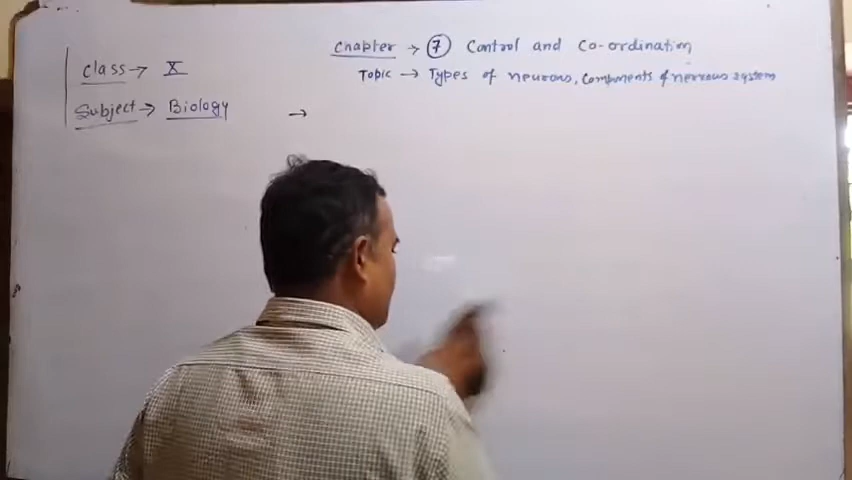 Class → X
Subject → Biology →
Chapter → 7 Control and Co-ordination
Topic → Types of neurons, Components of nervous system